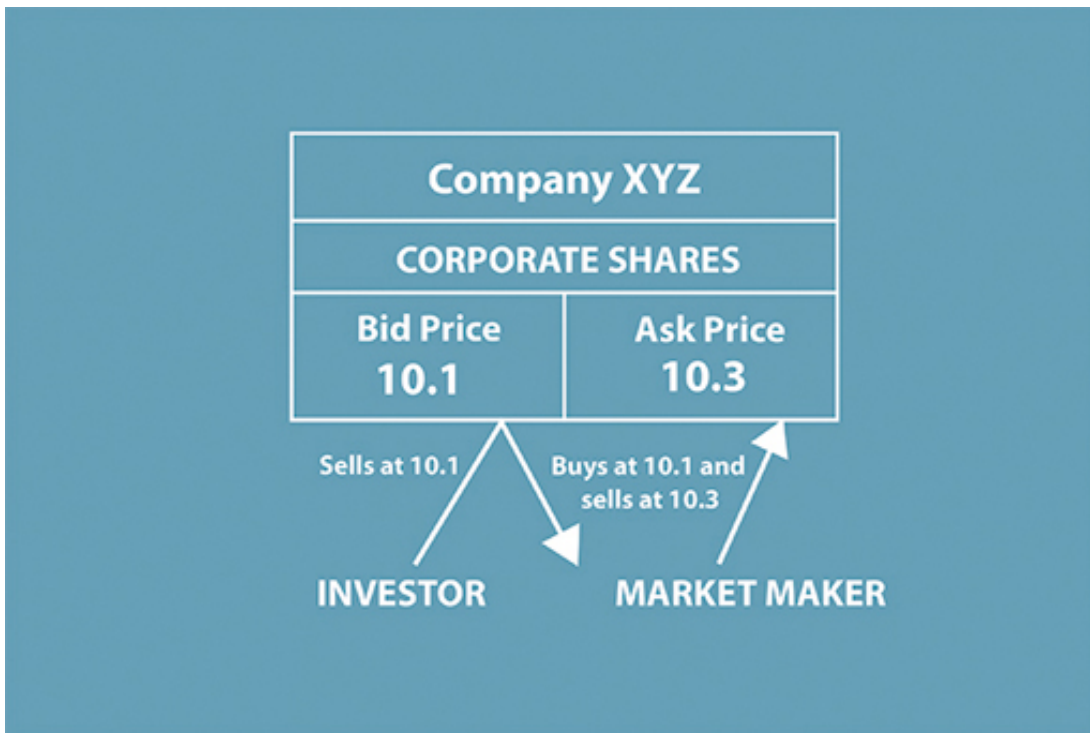 Company XYZ
CORPORATE SHARES
Bid Price
10.1
Ask Price
10.3
Sells at 10.1
Buys at 10.1 and
sells at 10.3
INVESTOR
MARKET MAKER